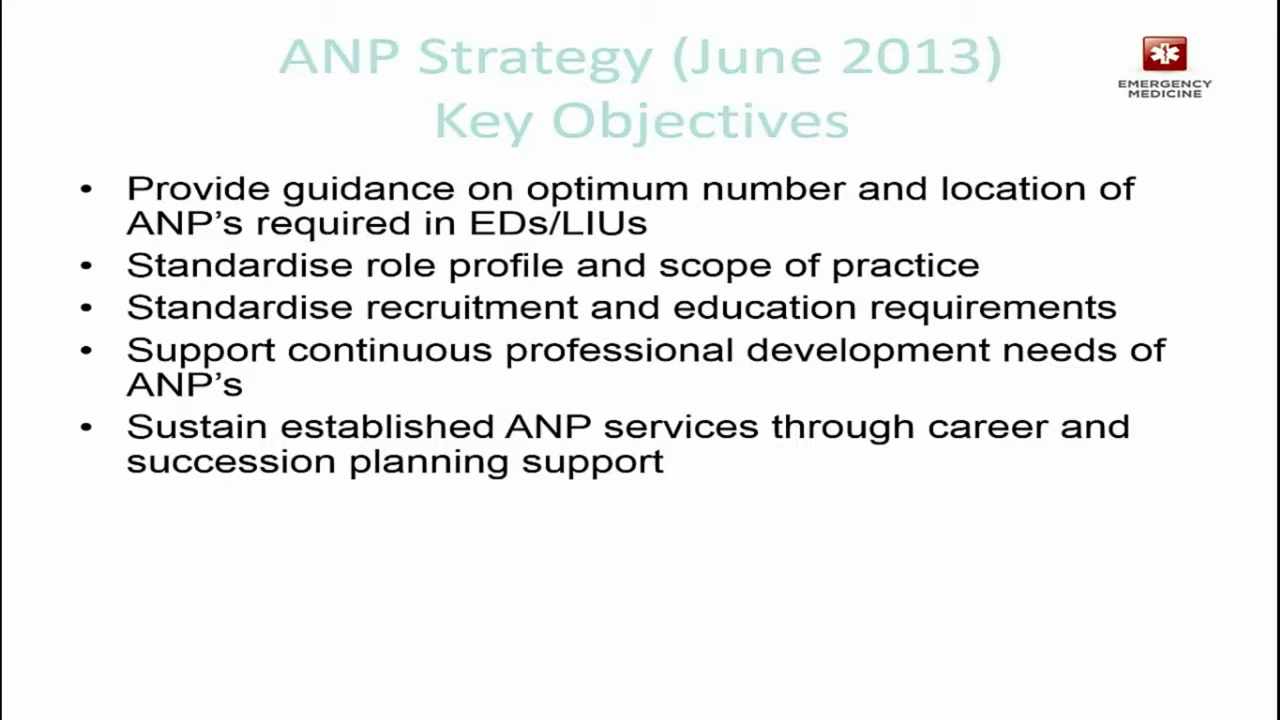 ANP Strategy (June 2013)
Key Objectives
EMERGENCY
MEDICINE
• Provide guidance on optimum number and location of
ANP’s required in EDs/LIUs
• Standardise role profile and scope of practice
• Standardise recruitment and education requirements
• Support continuous professional development needs of
ANP’s
• Sustain established ANP services through career and
succession planning support